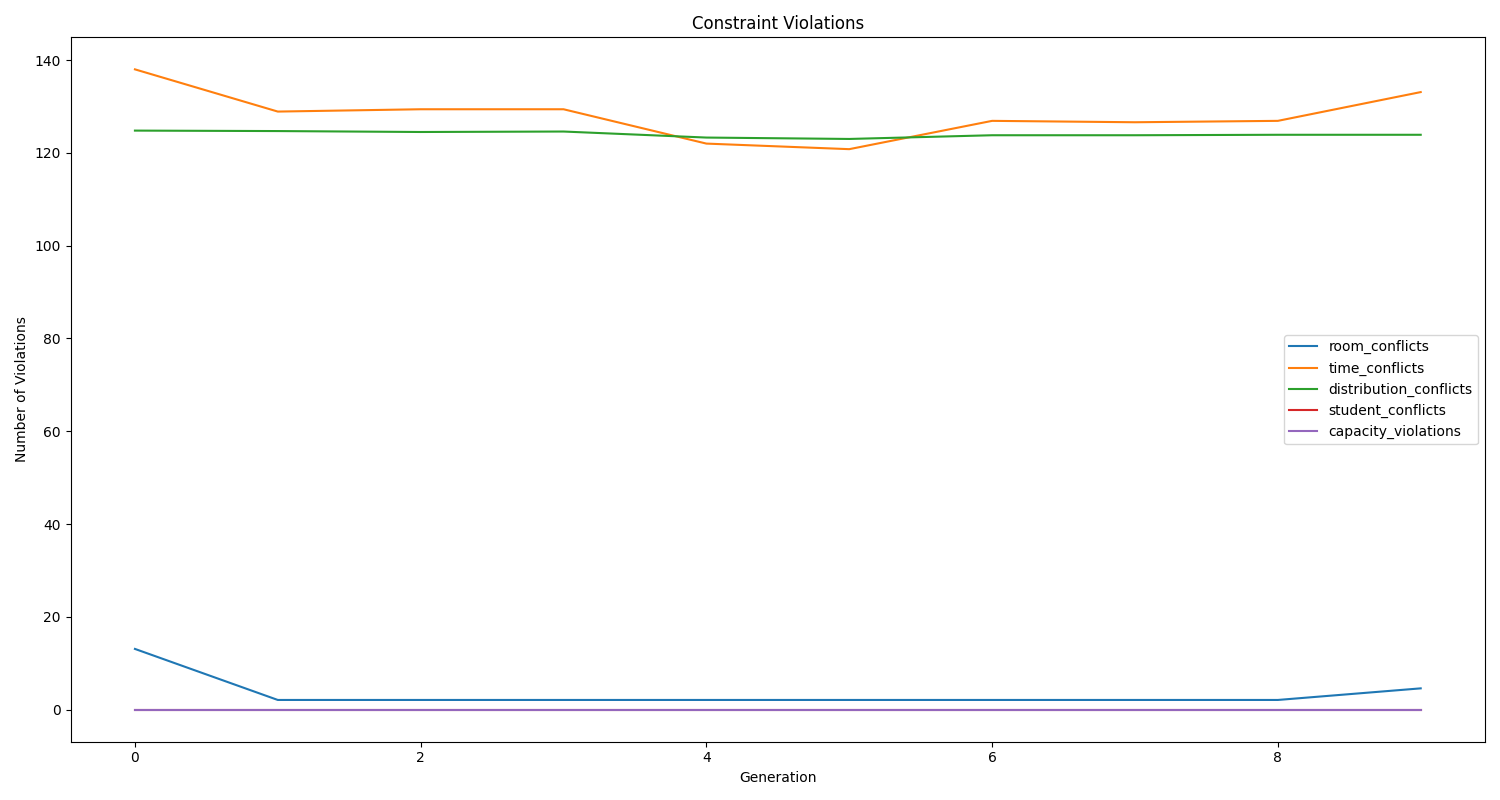 Constraint Violations
140
120
100
80
60
40
20
0
Number of Violations
room_conflicts
time_conflicts
distribution_conflicts
student_conflicts
capacity_violations
0 2 4 6 8
Generation